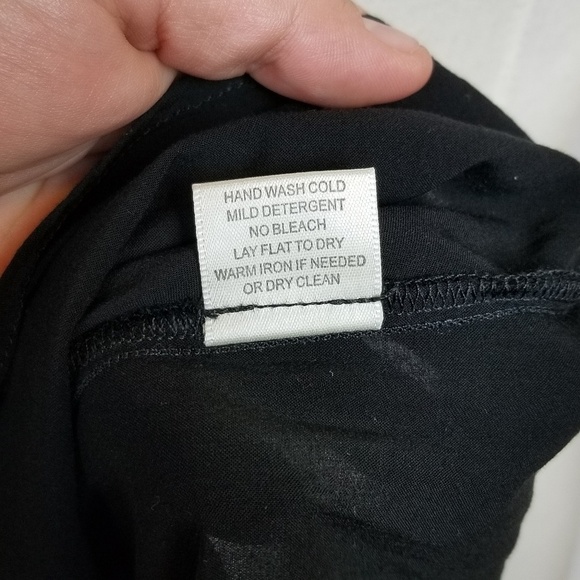 HAND WASH COLD
MILD DETERGENT
NO BLEACH
LAY FLAT TO DRY
WARM IRON IF NEEDED
OR DRY CLEAN